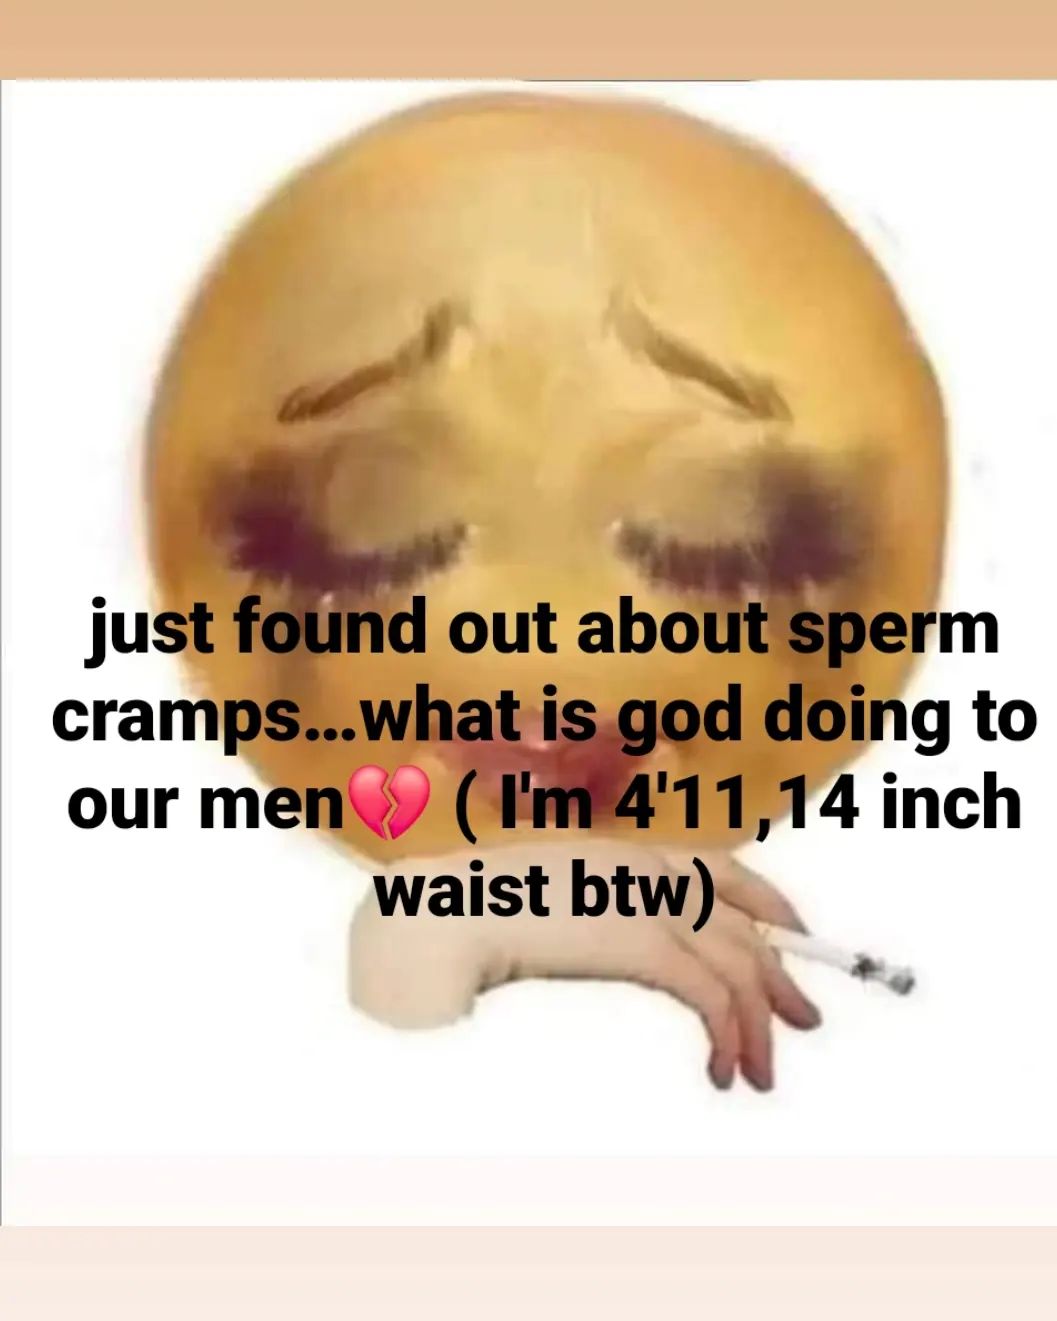 just found out about sperm
cramps...what is god doing to
our men💔 ( I'm 4'11,14 inch
waist btw)